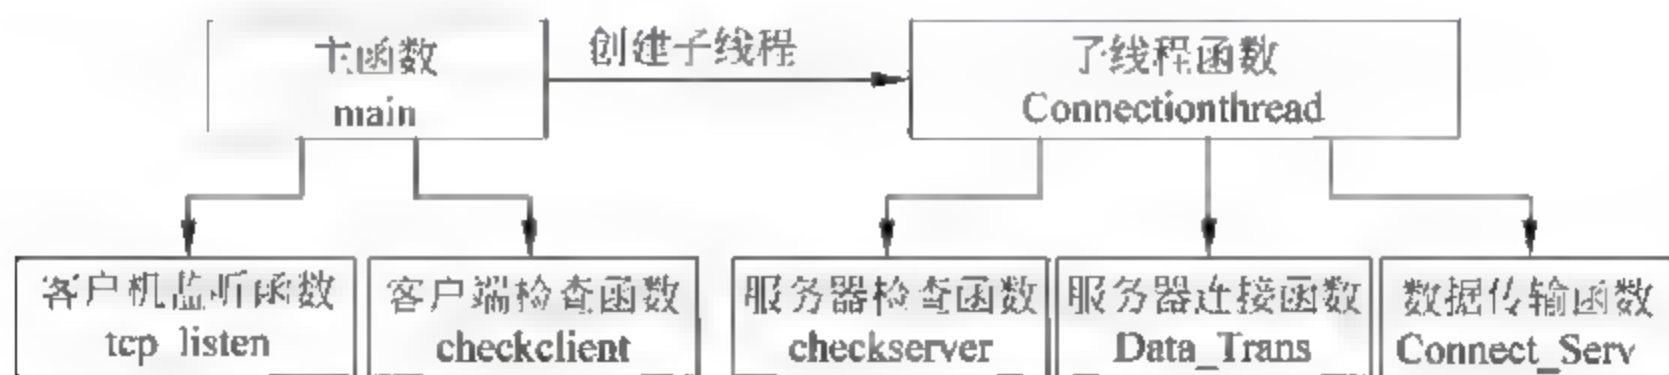 主函数
main
创建子线程
子线程函数
Connectionthread
客户机监听函数
tcp_listen
客户端检查函数
checkclient
服务器检查函数
checkserver
服务器连接函数
Data_Trans
数据传输函数
Connect_Serv